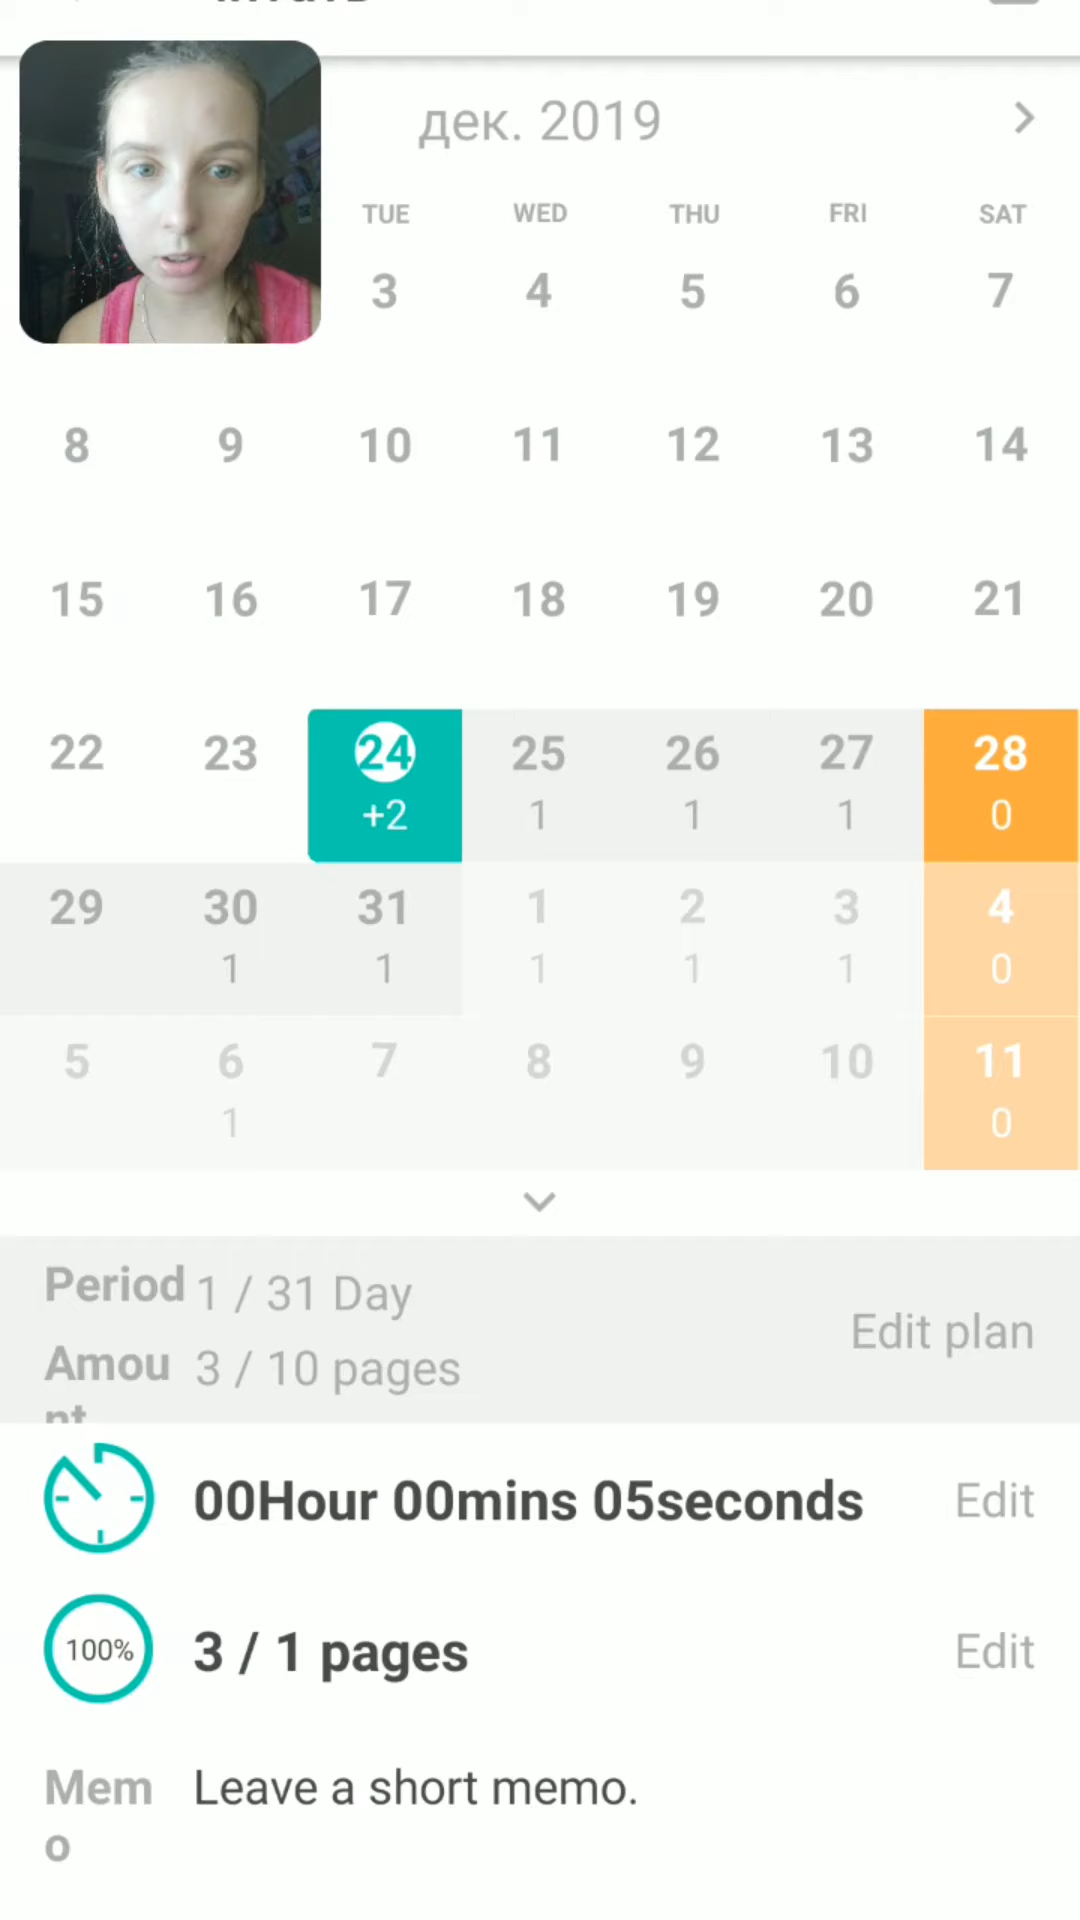 дек. 2019
TUE WED THU FRI SAT
3 4 5 6 7
8 9 10 11 12 13 14
15 16 17 18 19 20 21
22 23 24 25 26 27 28
+2 1 1 1 0
29 30 31 1 2 3 4
1 1 1 1 1 0
5 6 7 8 9 10 11
1 0
Period 1 / 31 Day
Edit plan
Amou 3 / 10 pages
nt
00Hour 00mins 05seconds Edit
100% 3 / 1 pages Edit
Mem Leave a short memo.
o